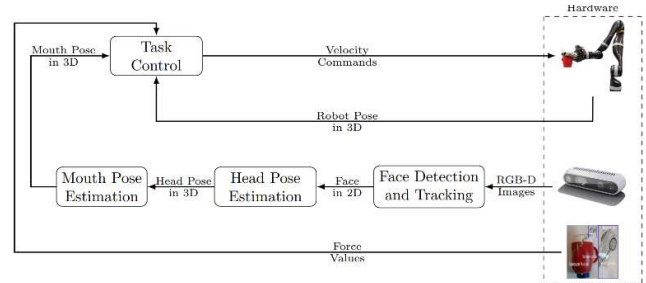 Hardware
Mouth Pose
in 3D
Task
Control
Velocity
Commands
Robot Pose
in 3D
Mouth Pose
Estimation
Head Pose
in 3D
Head Pose
Estimation
Face
in 2D
Face Detection
and Tracking
RGB-D
Images
Force
Values